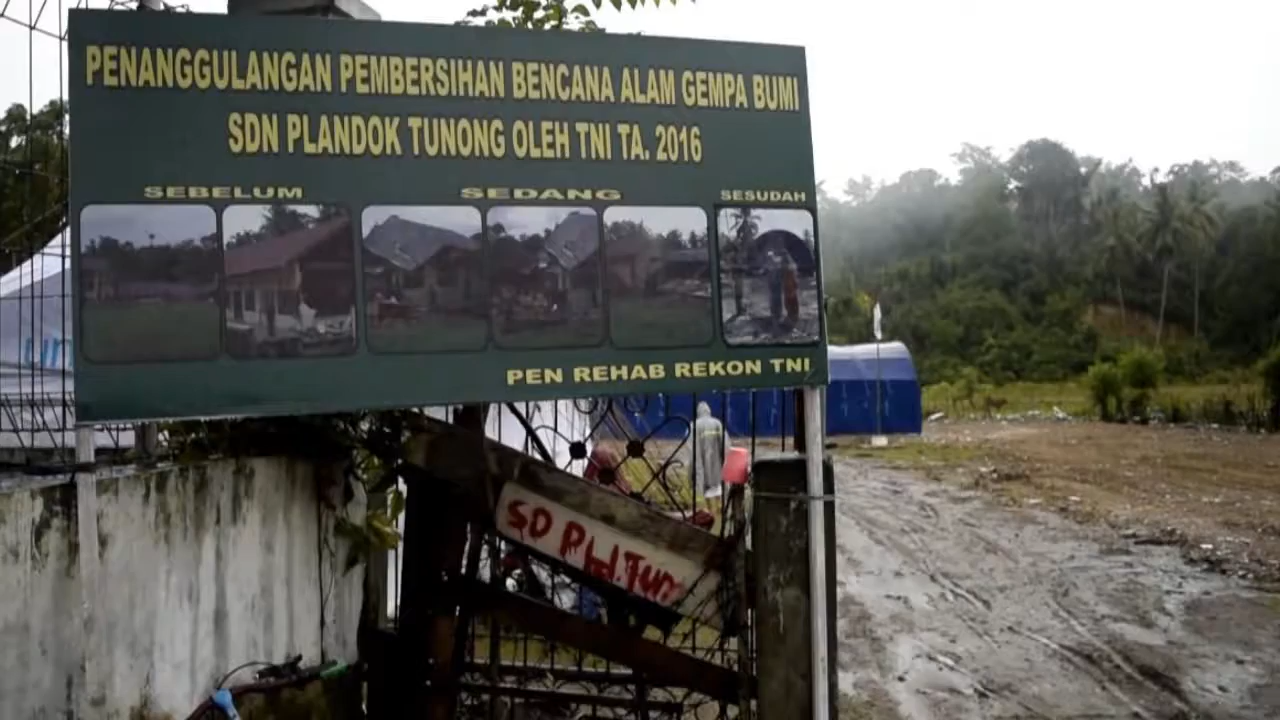 PENANGGULANGAN PEMBERSIHAN BENCANA ALAM GEMPA BUMI
SDN PLANDOK TUNONG OLEH TNI TA. 2016
SEBELUM SEDANG SESUDAH
PEN REHAB REKON TNI
SD Pld.Tun
un